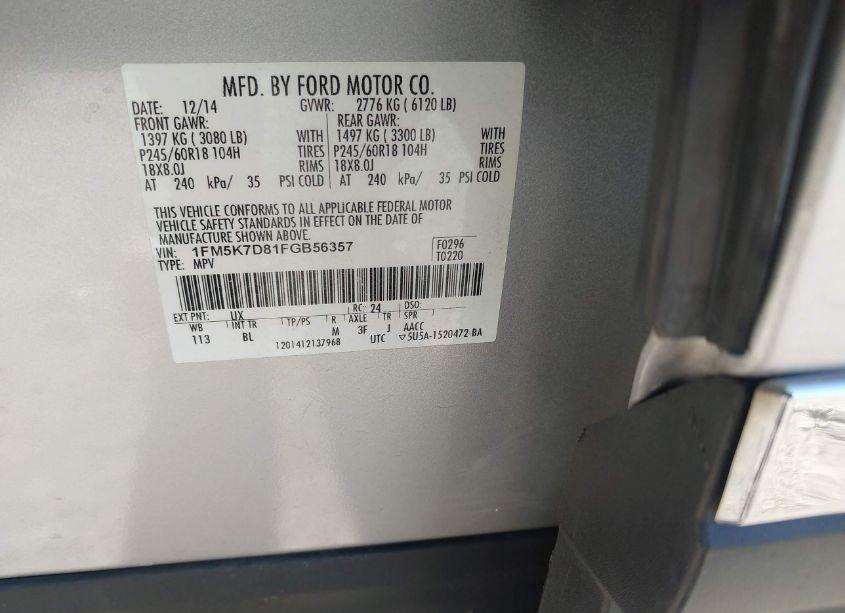 MFD. BY FORD MOTOR CO.
DATE: 12/14 GVWR: 2776 KG ( 6120 LB)
FRONT GAWR: REAR GAWR:
1397 KG ( 3080 LB) WITH 1497 KG ( 3300 LB) WITH
P245/60R18 104H TIRES P245/60R18 104H TIRES
18X8.0J RIMS 18X8.0J RIMS
AT 240 kPa/ 35 PSI COLD AT 240 kPa/ 35 PSI COLD
THIS VEHICLE CONFORMS TO ALL APPLICABLE FEDERAL MOTOR
VEHICLE SAFETY STANDARDS IN EFFECT ON THE DATE OF
MANUFACTURE SHOWN ABOVE.
VIN: 1FM5K7D81FGB56357 F0296
TYPE: MPV T0220
EXT PNT: UX RC: 24 DSO:
WB INT TR TP/PS R AXLE TR SPR
113 BL M 3F J AACC
1201412137968 UTC ▽5U5A-1520472-BA